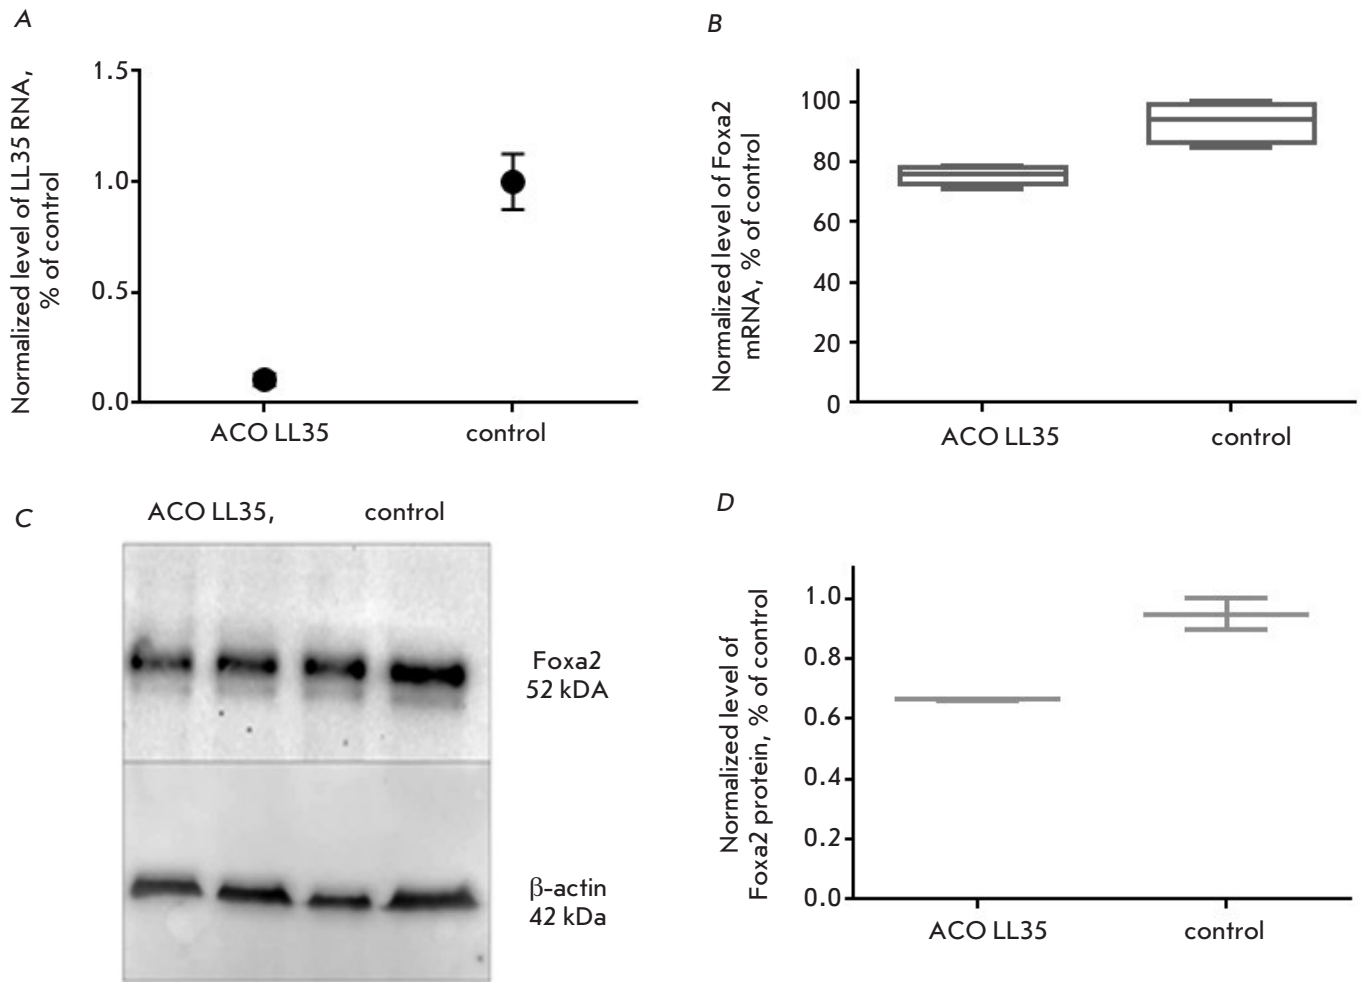 A
Normalized level of LL35 RNA,
% of control
1.5
1.0
0.5
0.0
ACO LL35
control
B
Normalized level of Foxa2
mRNA, % of control
100
80
60
40
20
0
ACO LL35
control
C
ACO LL35,
control
Foxa2
52 kDA
β-actin
42 kDa
D
Normalized level of
Foxa2 protein, % of control
1.0
0.8
0.6
0.4
0.2
0.0
ACO LL35
control